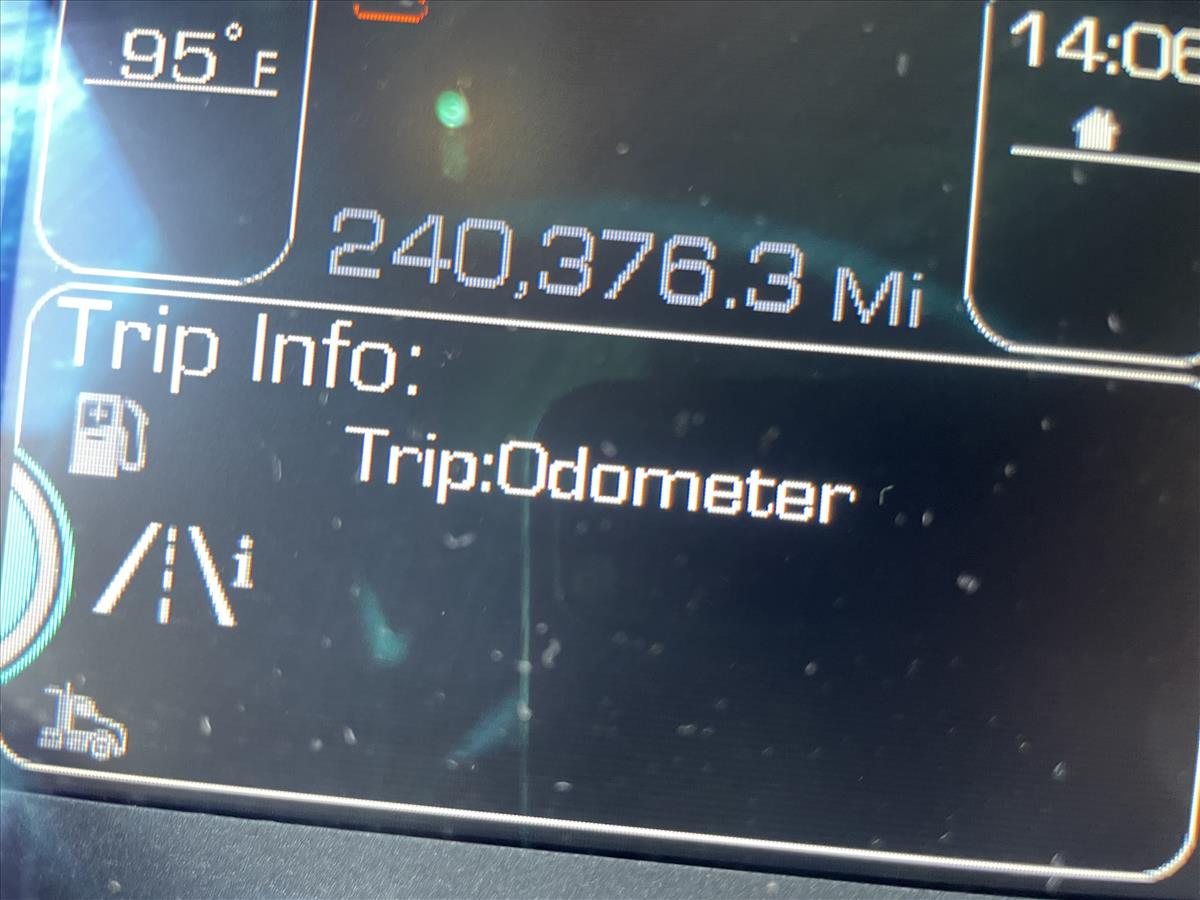 95°F
14:06
240,376.3 Mi
Trip Info:
Trip:Odometer
i